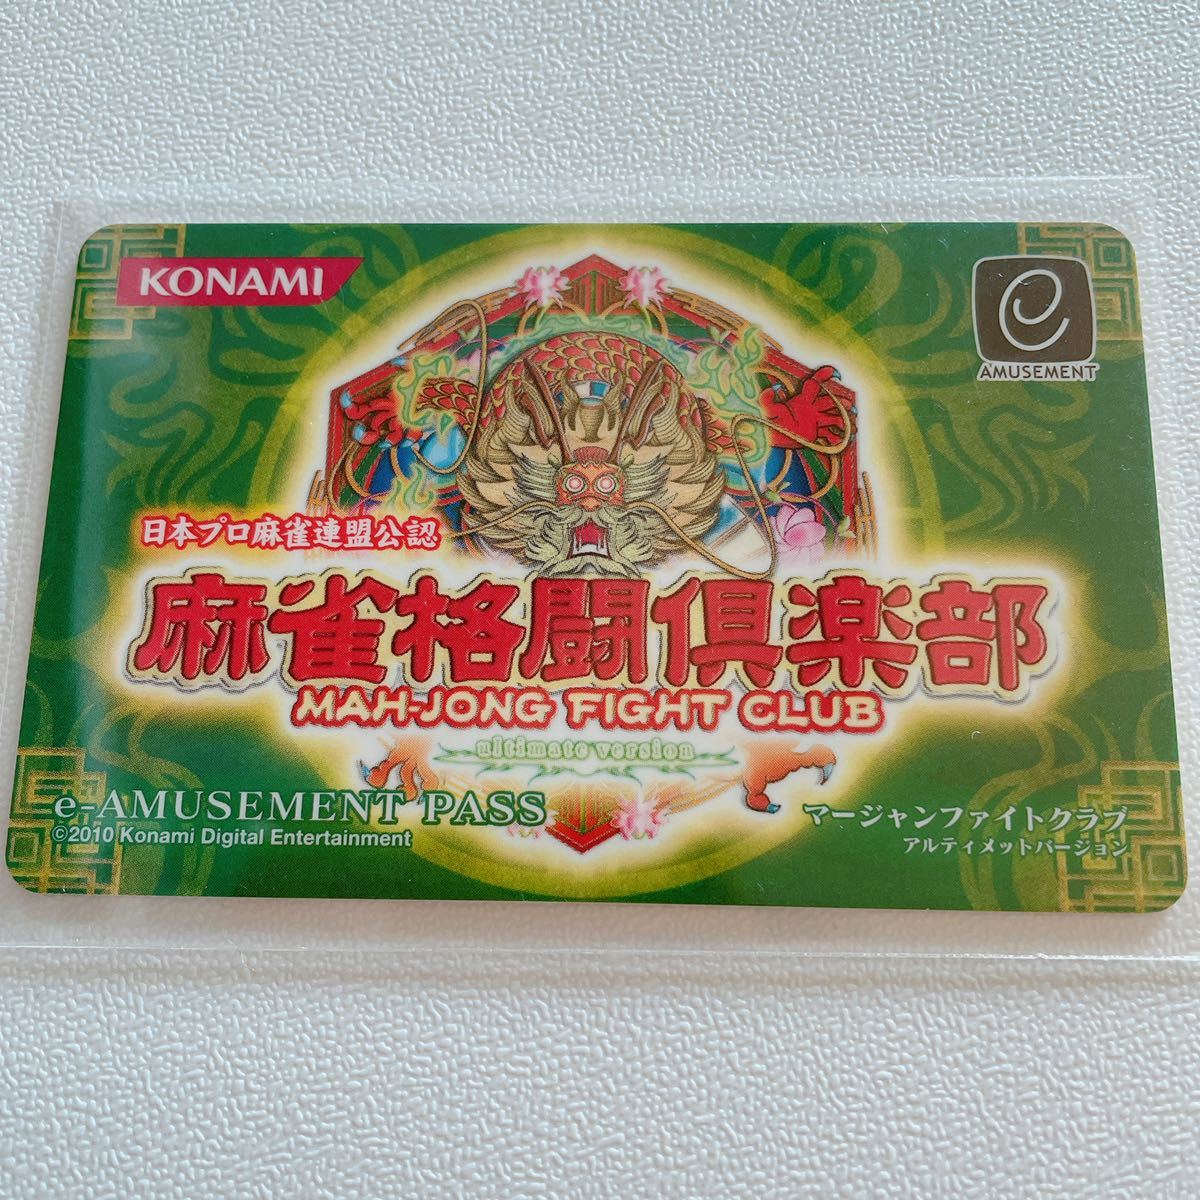 KONAMI
e
AMUSEMENT
日本プロ麻雀連盟公認
麻雀格闘倶楽部
MAH-JONG FIGHT CLUB
ultimate version
e-AMUSEMENT PASS
©2010 Konami Digital Entertainment
マージャンファイトクラブ
アルティメットバージョン